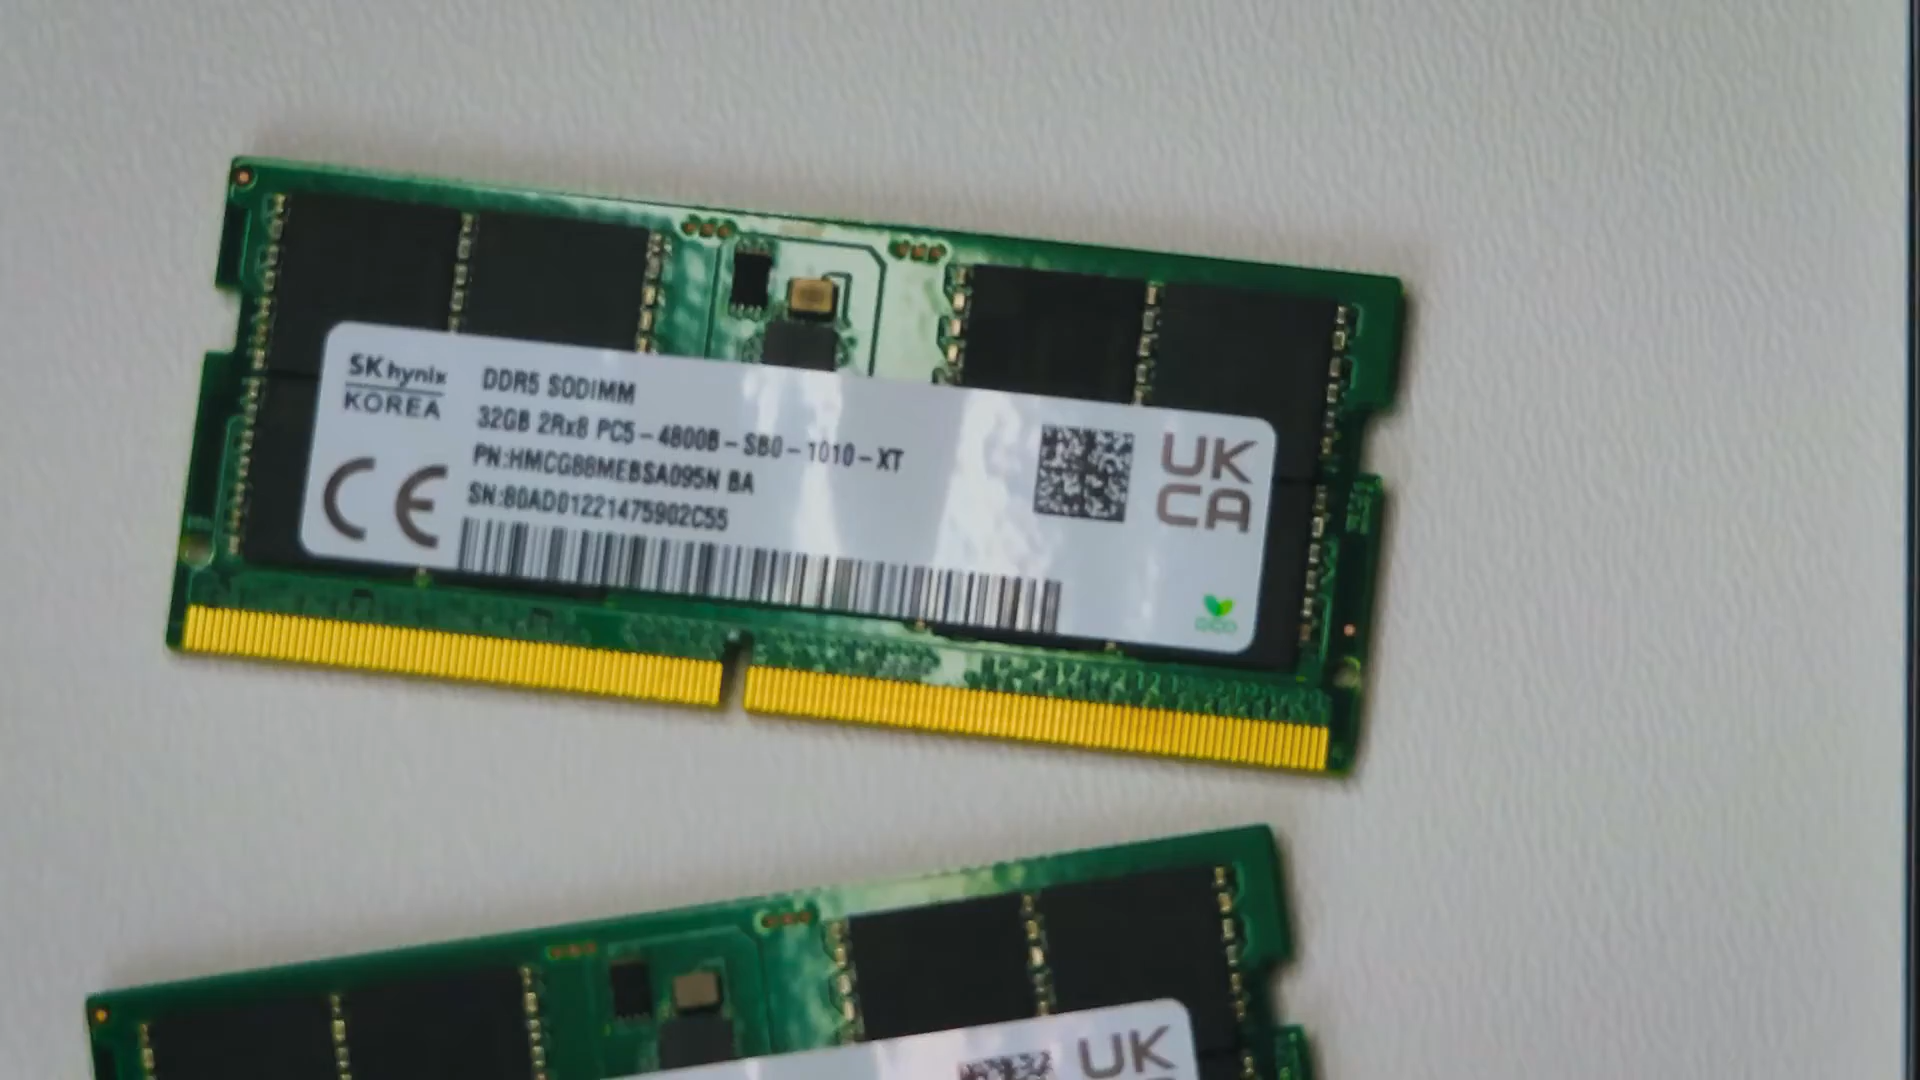 SK hynix
KOREA
DDR5 SODIMM
32GB 2Rx8 PC5-4800B-SB0-1010-XT
PN:HMCG88MEBSA095N BA
SN:80AD01221475902C55
CE
UK
CA
eco
UK